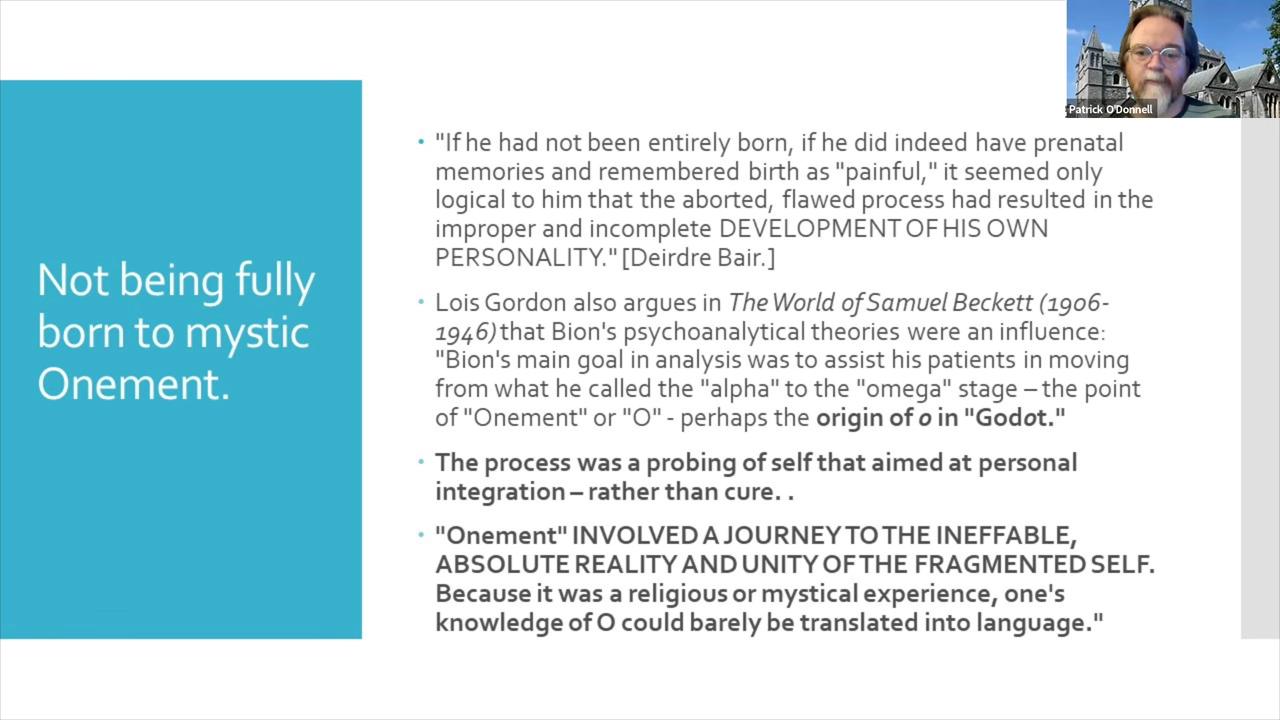 Patrick O'Donnell
Not being fully
born to mystic
Onement.
"If he had not been entirely born, if he did indeed have prenatal
memories and remembered birth as "painful," it seemed only
logical to him that the aborted, flawed process had resulted in the
improper and incomplete DEVELOPMENT OF HIS OWN
PERSONALITY." [Deirdre Bair.]
Lois Gordon also argues in The World of Samuel Beckett (1906-
1946) that Bion's psychoanalytical theories were an influence:
"Bion's main goal in analysis was to assist his patients in moving
from what he called the "alpha" to the "omega" stage – the point
of "Onement" or "O" - perhaps the origin of o in "Godot."
The process was a probing of self that aimed at personal
integration – rather than cure. .
"Onement" INVOLVED A JOURNEY TO THE INEFFABLE,
ABSOLUTE REALITY AND UNITY OF THE FRAGMENTED SELF.
Because it was a religious or mystical experience, one's
knowledge of O could barely be translated into language."